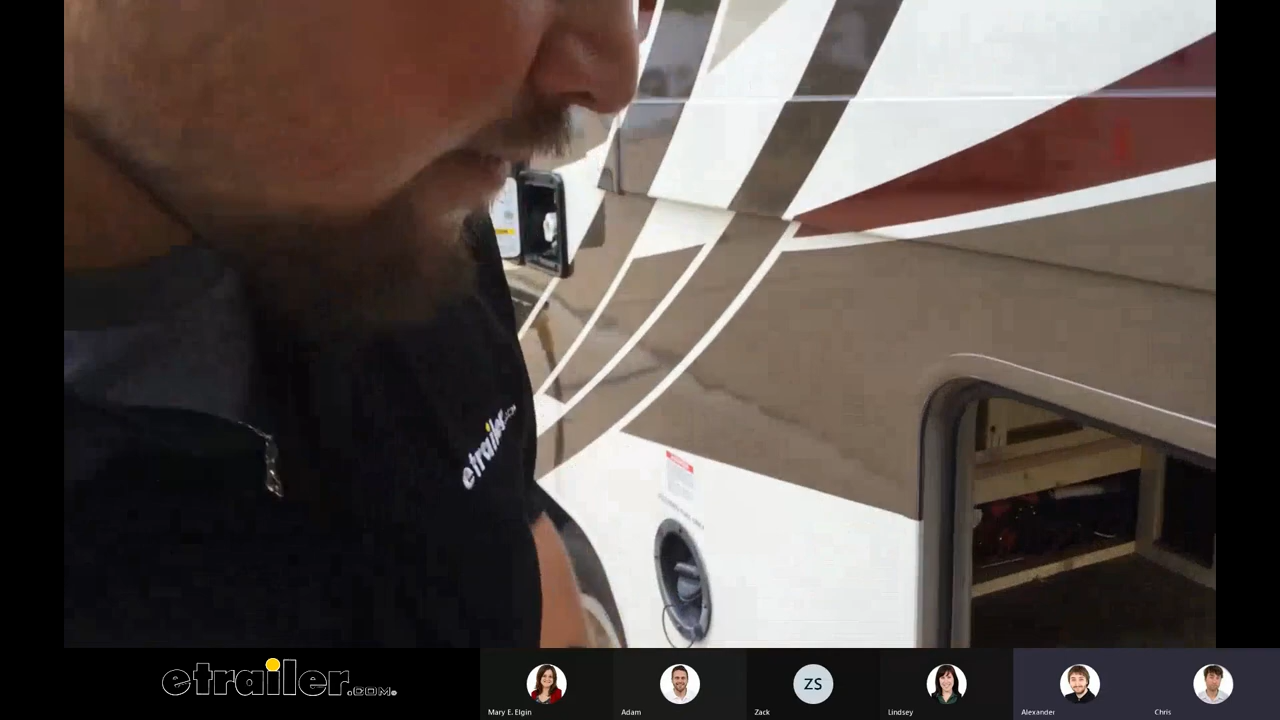 etrailer.com
etrailer.com
ZS
Mary E. Elgin
Adam
Zack
Lindsey
Alexander
Chris